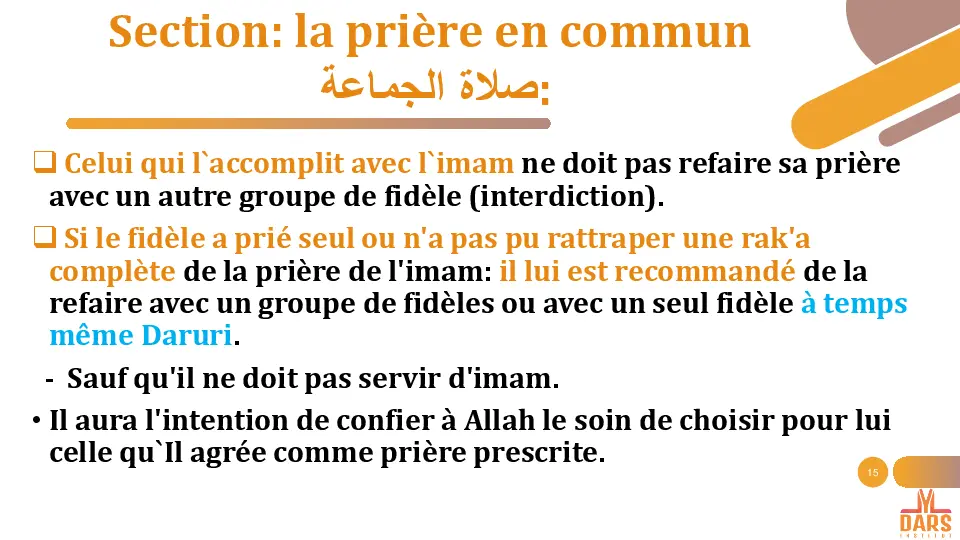 Section: la prière en commun
صلاة الجماعة:
❑ Celui qui l`accomplit avec l`imam ne doit pas refaire sa prière
avec un autre groupe de fidèle (interdiction).
❑ Si le fidèle a prié seul ou n'a pas pu rattraper une rak'a
complète de la prière de l'imam: il lui est recommandé de la
refaire avec un groupe de fidèles ou avec un seul fidèle à temps
même Daruri.
- Sauf qu'il ne doit pas servir d'imam.
• Il aura l'intention de confier à Allah le soin de choisir pour lui
celle qu`Il agrée comme prière prescrite.
15
DARS
INSTITUT